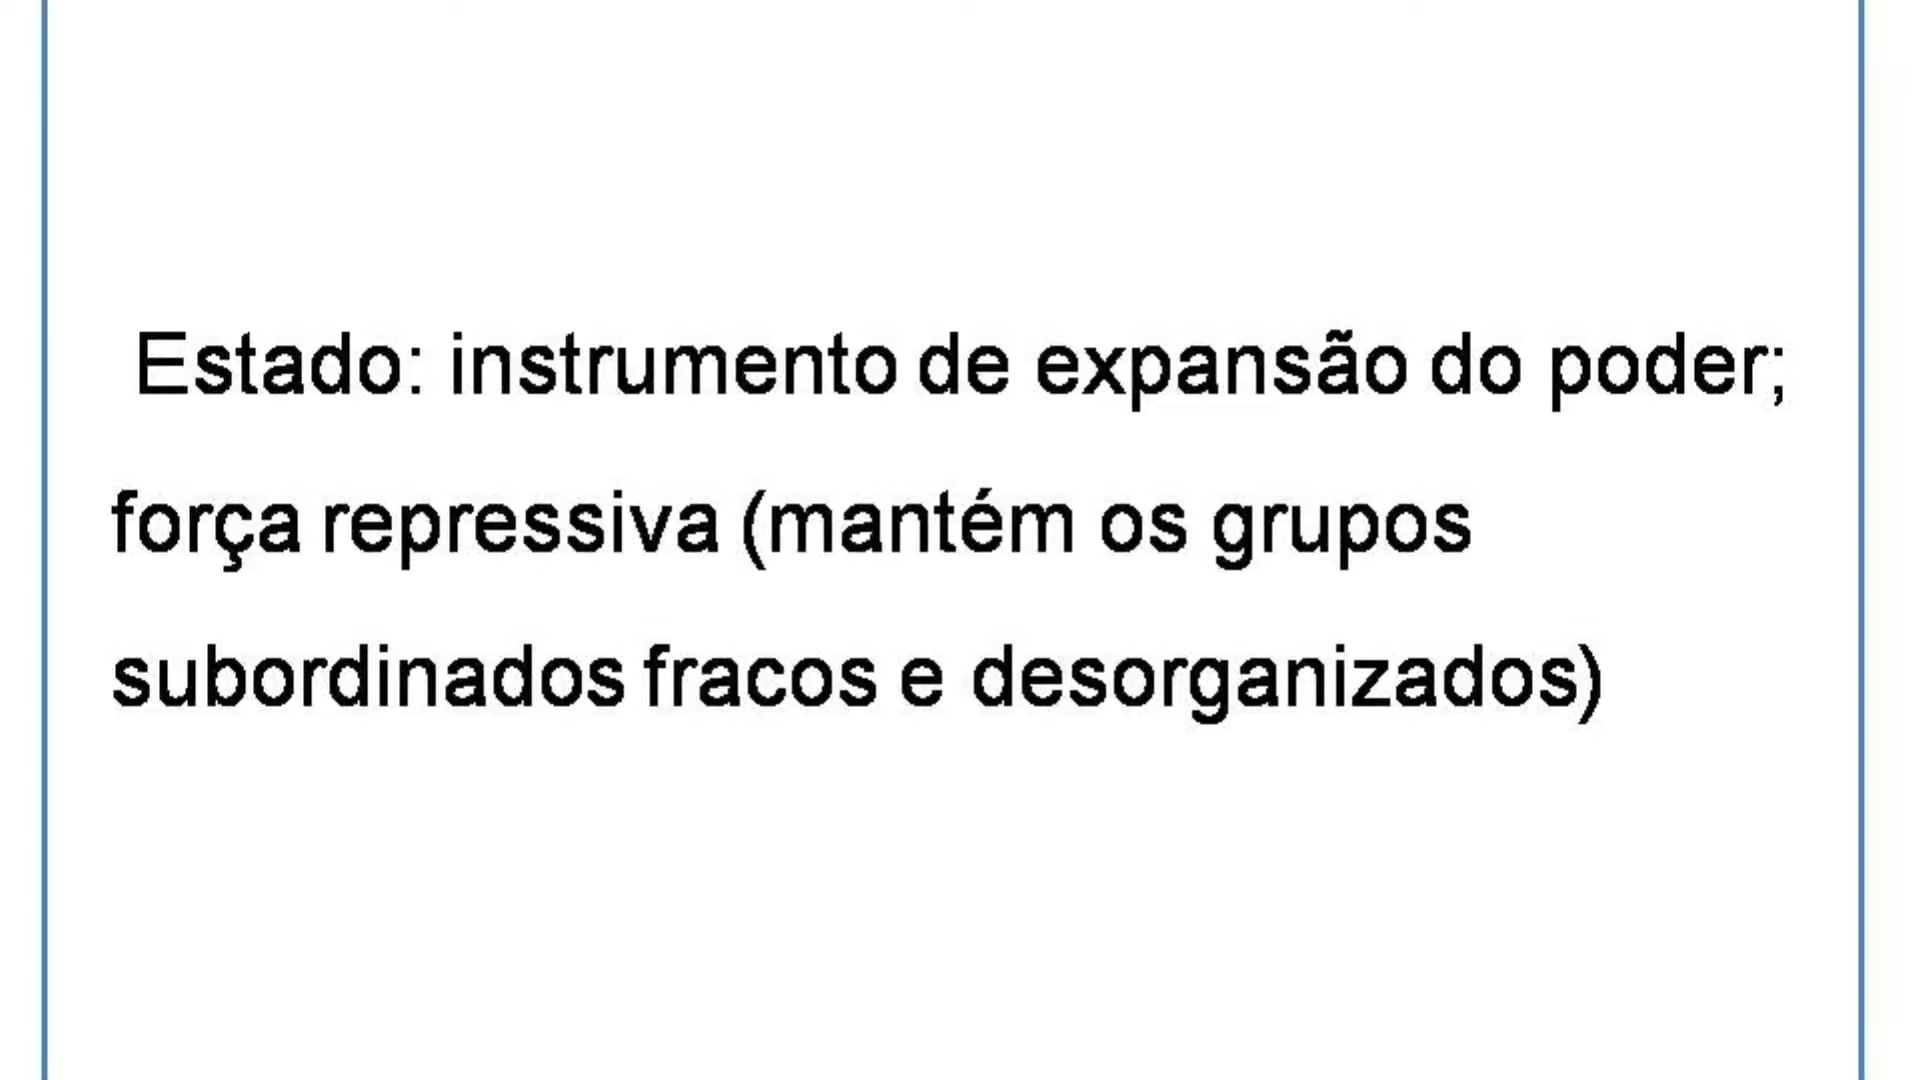 Estado: instrumento de expansão do poder;
força repressiva (mantém os grupos
subordinados fracos e desorganizados)